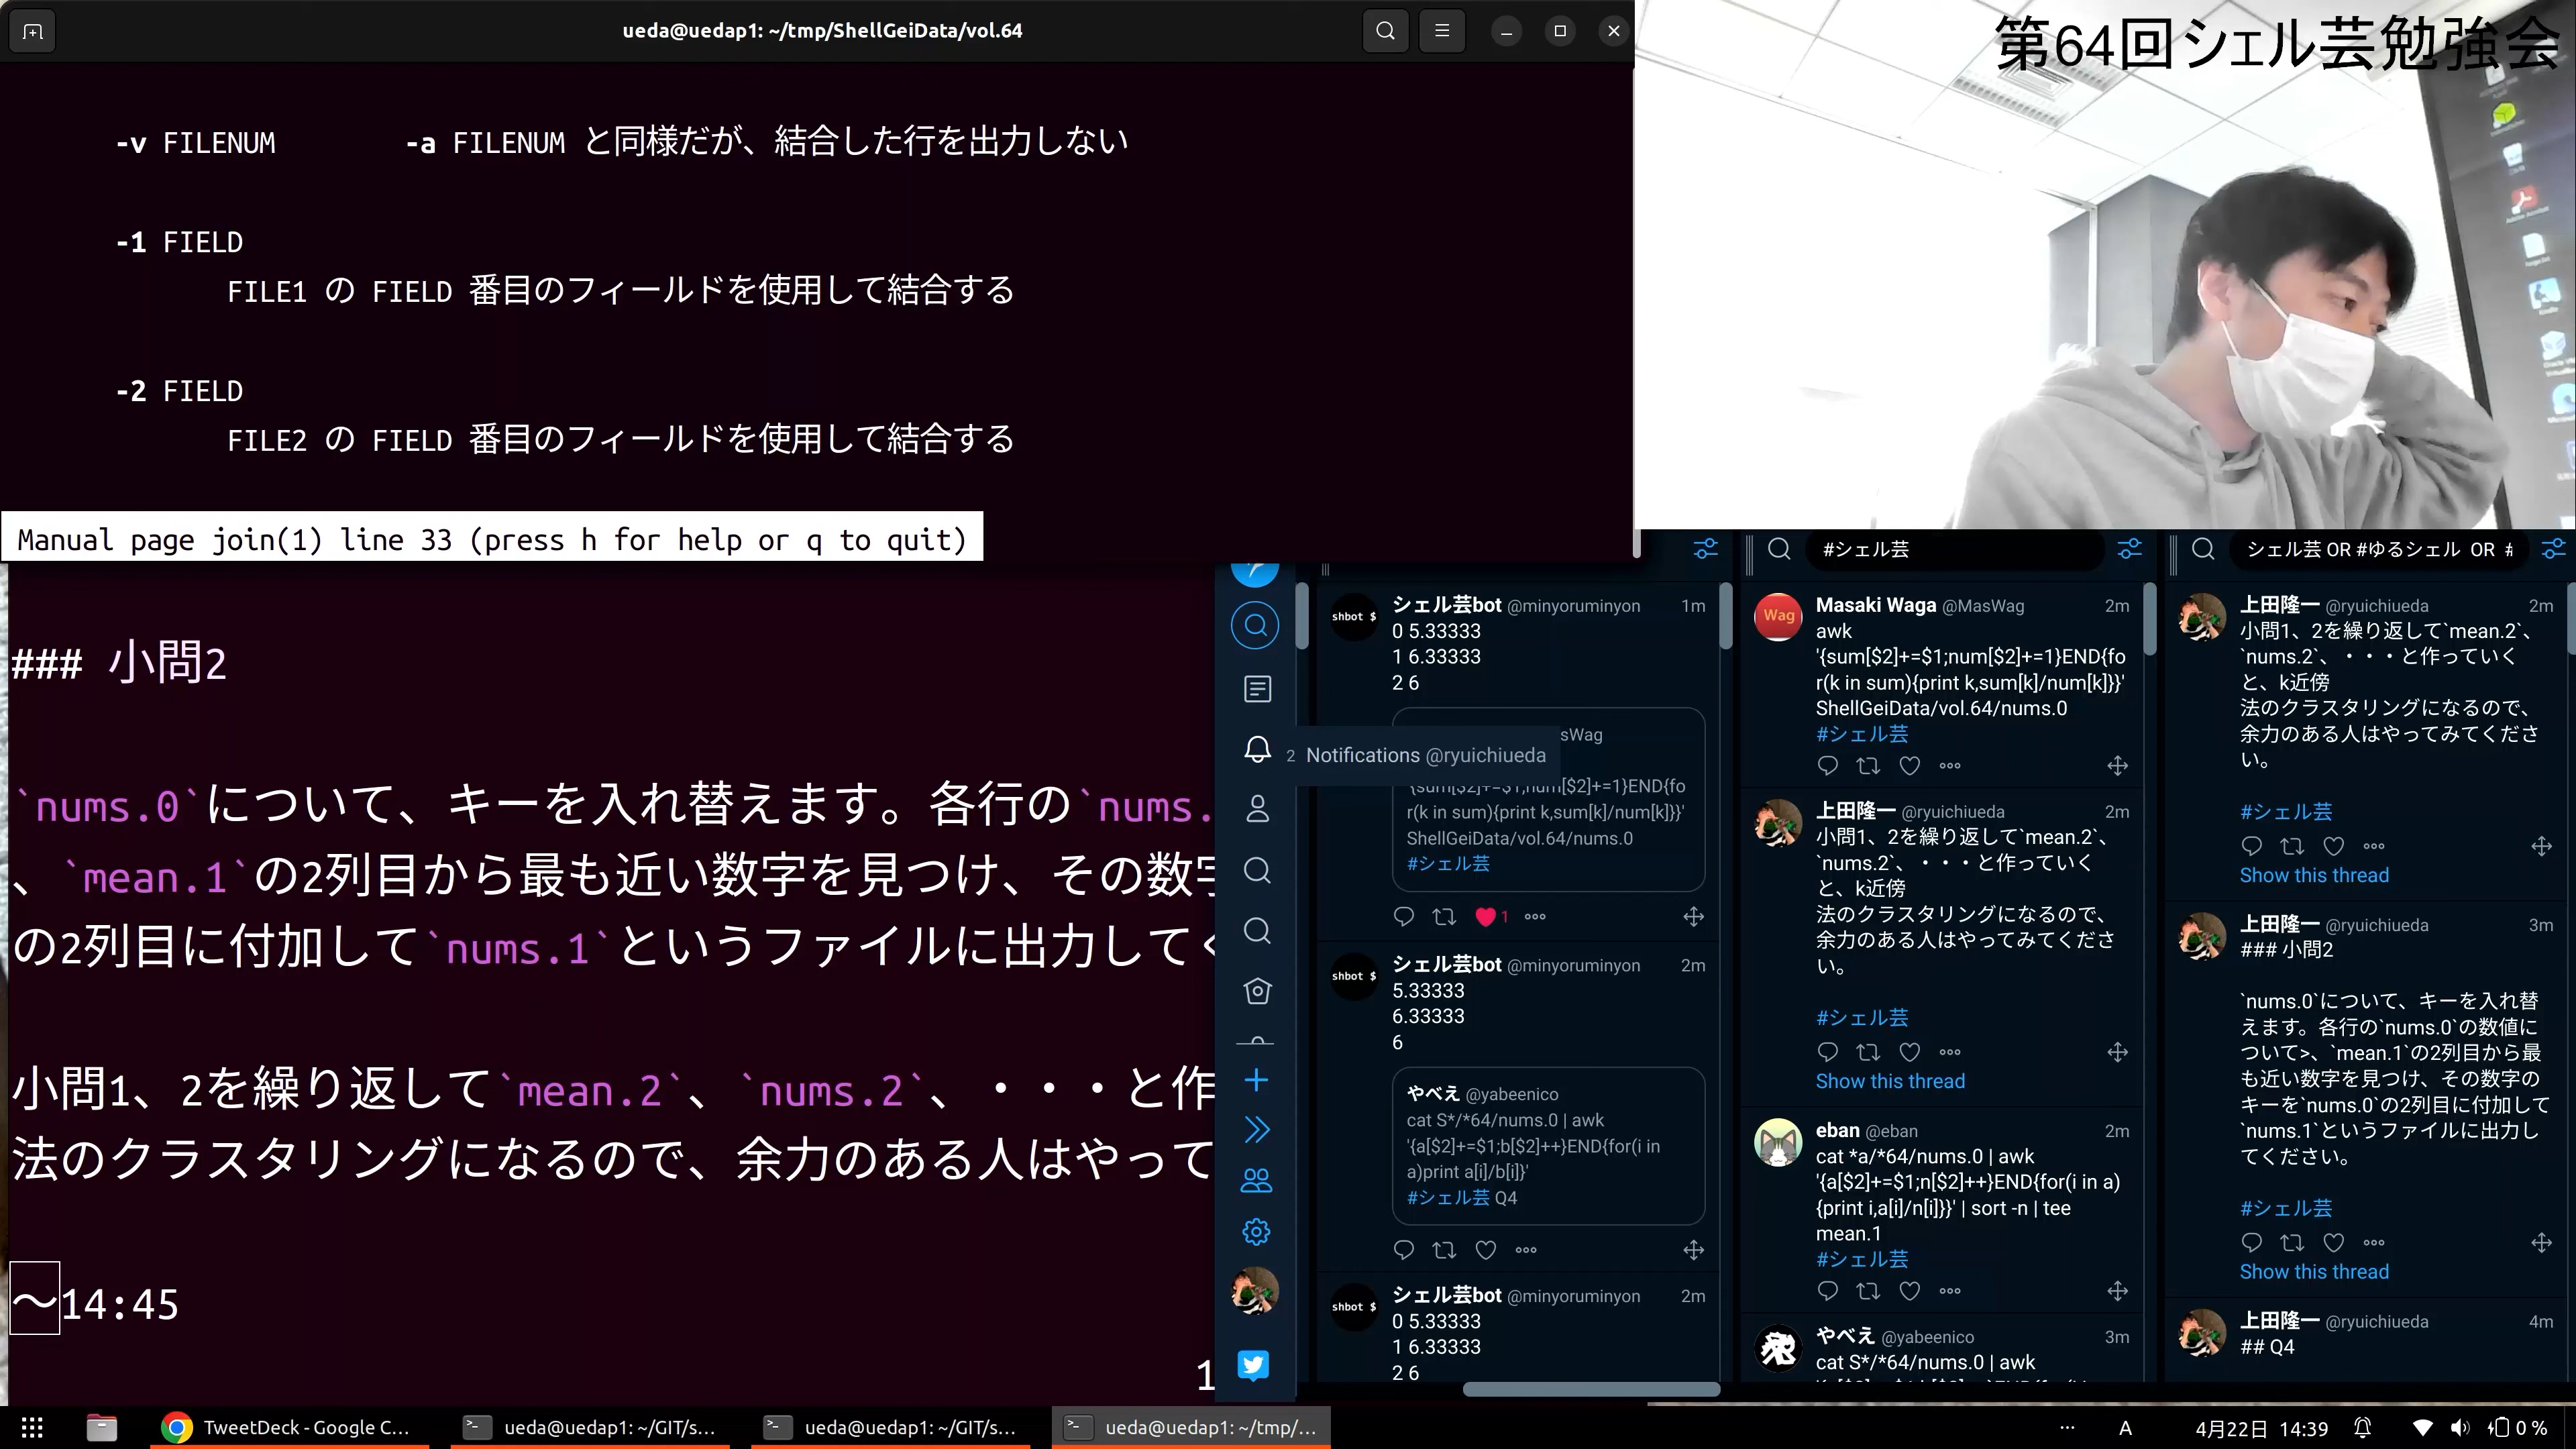 ueda@uedap1: ~/tmp/ShellGeiData/vol.64
第64回シェル芸勉強会
-v FILENUM -a FILENUM と同様だが、結合した行を出力しない
-1 FIELD
FILE1 の FIELD 番目のフィールドを使用して結合する
-2 FIELD
FILE2 の FIELD 番目のフィールドを使用して結合する
Manual page join(1) line 33 (press h for help or q to quit)
### 小問2
`nums.0`について、キーを入れ替えます。各行の`nums.
、`mean.1`の2列目から最も近い数字を見つけ、その数字
の2列目に付加して`nums.1`というファイルに出力してく
小問1、2を繰り返して`mean.2`、`nums.2`、・・・と作
法のクラスタリングになるので、余力のある人はやって
～14:45
1
2 Notifications @ryuichiueda
shbot $
シェル芸bot @minyoruminyon 1m
0 5.33333
1 6.33333
2 6
sWag
'{sum[$2]+=$1;num[$2]+=1}END{fo
r(k in sum){print k,sum[k]/num[k]}}'
ShellGeiData/vol.64/nums.0
#シェル芸
1
shbot $
シェル芸bot @minyoruminyon 2m
5.33333
6.33333
6
やべえ @yabeenico
cat S*/*64/nums.0 | awk
'{a[$2]+=$1;b[$2]++}END{for(i in
a)print a[i]/b[i]}'
#シェル芸 Q4
shbot $
シェル芸bot @minyoruminyon 2m
0 5.33333
1 6.33333
2 6
#シェル芸
Wag
Masaki Waga @MasWag 2m
awk
'{sum[$2]+=$1;num[$2]+=1}END{fo
r(k in sum){print k,sum[k]/num[k]}}'
ShellGeiData/vol.64/nums.0
#シェル芸
上田隆一 @ryuichiueda 2m
小問1、2を繰り返して`mean.2`、
`nums.2`、・・・と作っていく
と、k近傍
法のクラスタリングになるので、
余力のある人はやってみてくださ
い。
#シェル芸
Show this thread
eban @eban 2m
cat *a/*64/nums.0 | awk
'{a[$2]+=$1;n[$2]++}END{for(i in a)
{print i,a[i]/n[i]}}' | sort -n | tee
mean.1
#シェル芸
やべえ @yabeenico 3m
cat S*/*64/nums.0 | awk
シェル芸 OR #ゆるシェル OR #
上田隆一 @ryuichiueda 2m
小問1、2を繰り返して`mean.2`、
`nums.2`、・・・と作っていく
と、k近傍
法のクラスタリングになるので、
余力のある人はやってみてくださ
い。
#シェル芸
Show this thread
上田隆一 @ryuichiueda 3m
### 小問2
`nums.0`について、キーを入れ替
えます。各行の`nums.0`の数値に
ついて>、`mean.1`の2列目から最
も近い数字を見つけ、その数字の
キーを`nums.0`の2列目に付加して
`nums.1`というファイルに出力し
てください。
#シェル芸
Show this thread
上田隆一 @ryuichiueda 4m
## Q4
TweetDeck - Google C...
ueda@uedap1: ~/GIT/s...
ueda@uedap1: ~/GIT/s...
ueda@uedap1: ~/tmp/...
A
4月22日 14:39
0 %